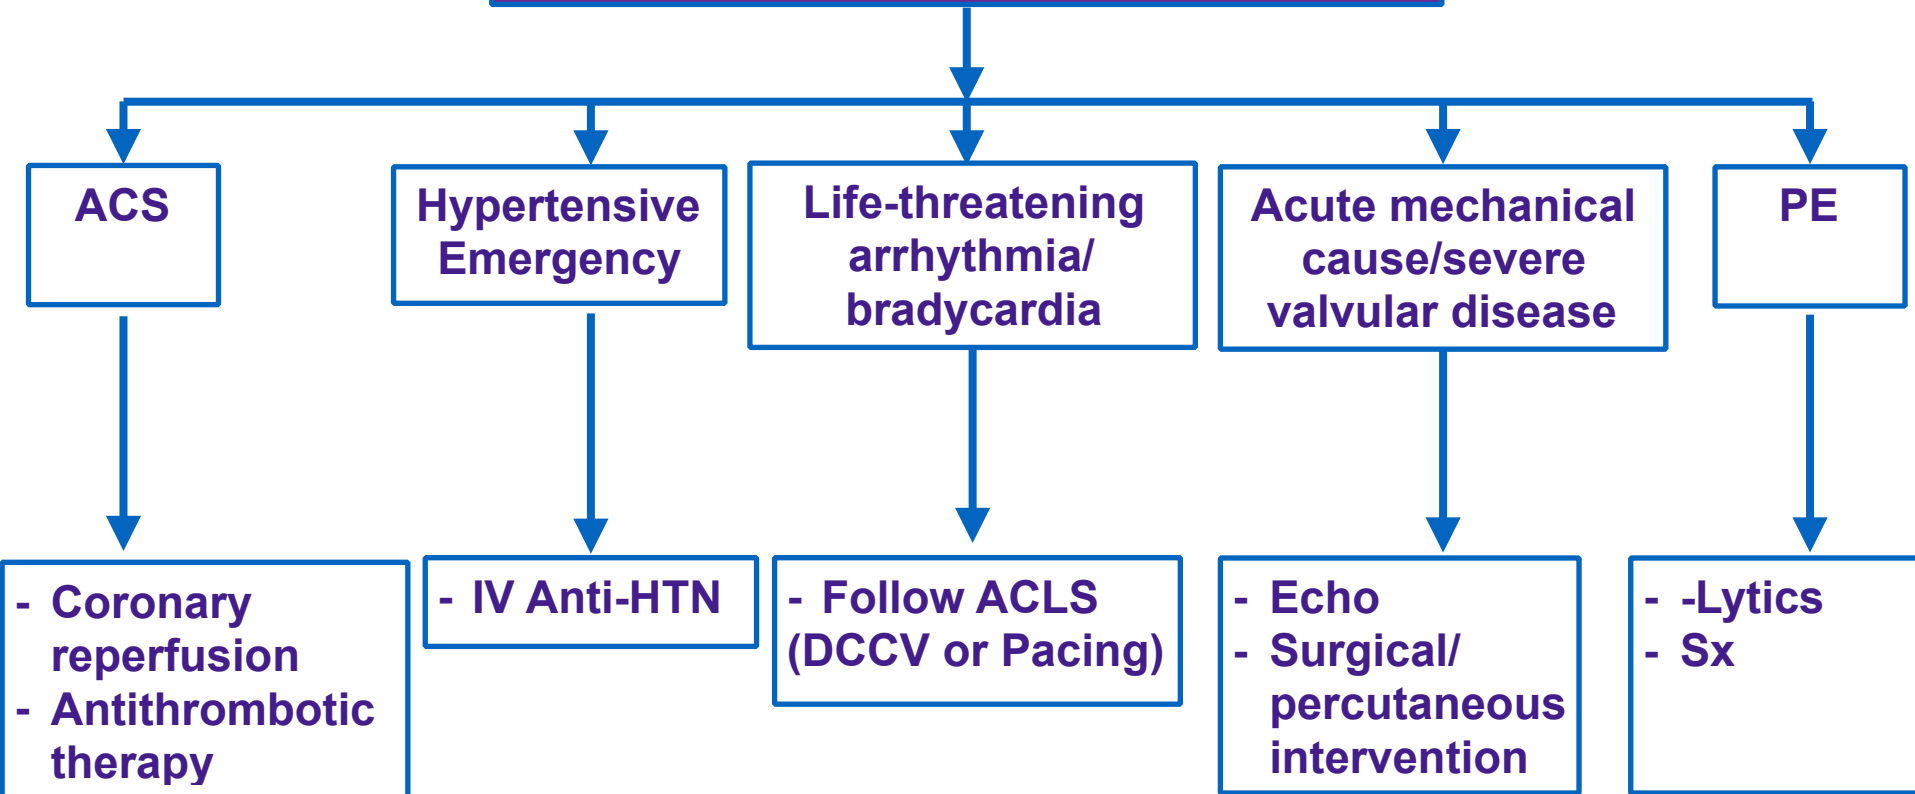 ACS
Hypertensive
Emergency
Life-threatening
arrhythmia/
bradycardia
Acute mechanical
cause/severe
valvular disease
PE
- Coronary
reperfusion
- Antithrombotic
therapy
- IV Anti-HTN
- Follow ACLS
(DCCV or Pacing)
- Echo
- Surgical/
percutaneous
intervention
- -Lytics
- Sx